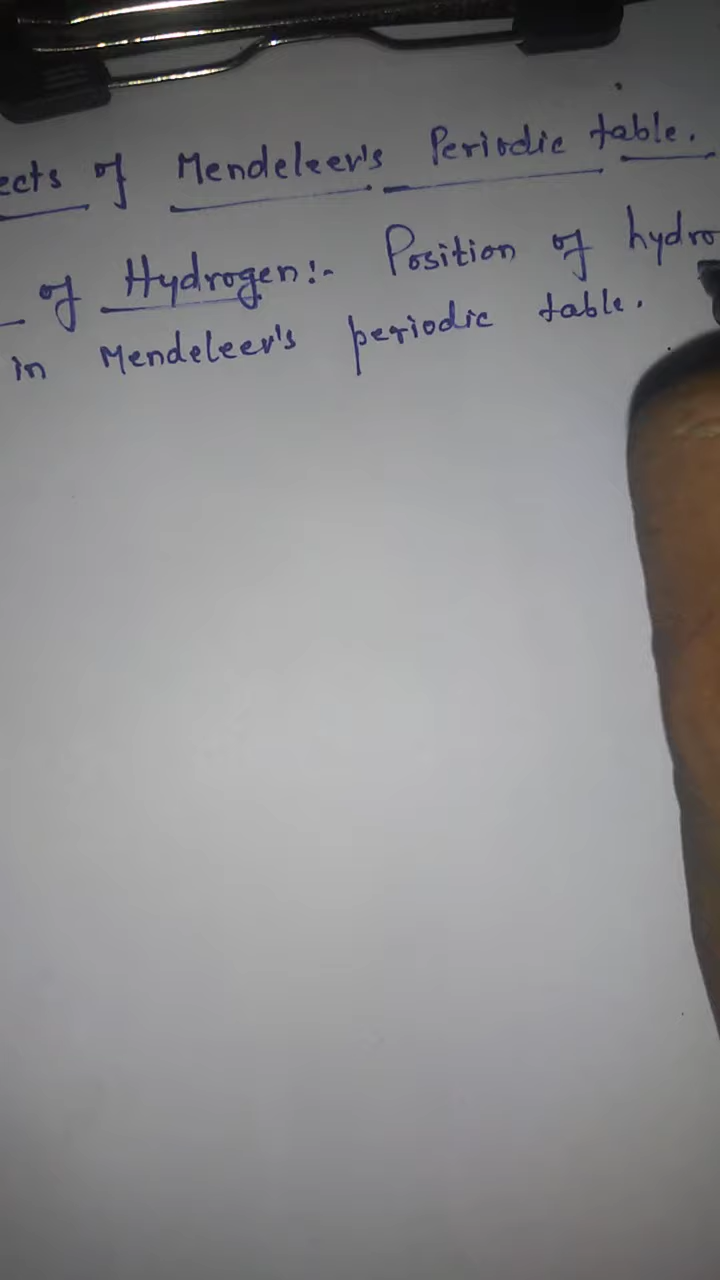 ects of Mendeleev's Periodic table.
of Hydrogen:- Position of hydro
in Mendeleev's periodic table.